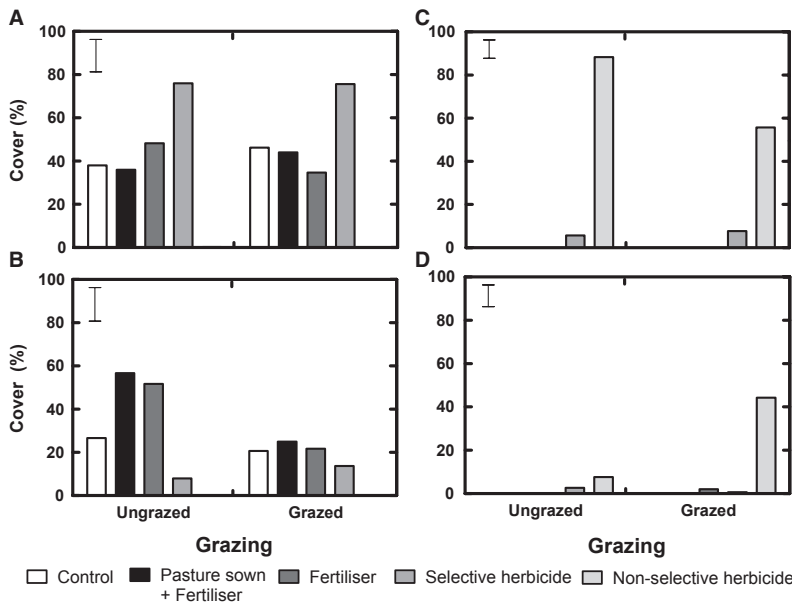 A
100
80
60
40
20
0
Cover (%)
B
100
80
60
40
20
0
Cover (%)
Ungrazed Grazed
Grazing
C
100
80
60
40
20
0
D
100
80
60
40
20
0
Ungrazed Grazed
Grazing
Control
Pasture sown
+ Fertiliser
Fertiliser
Selective herbicide
Non-selective herbicide